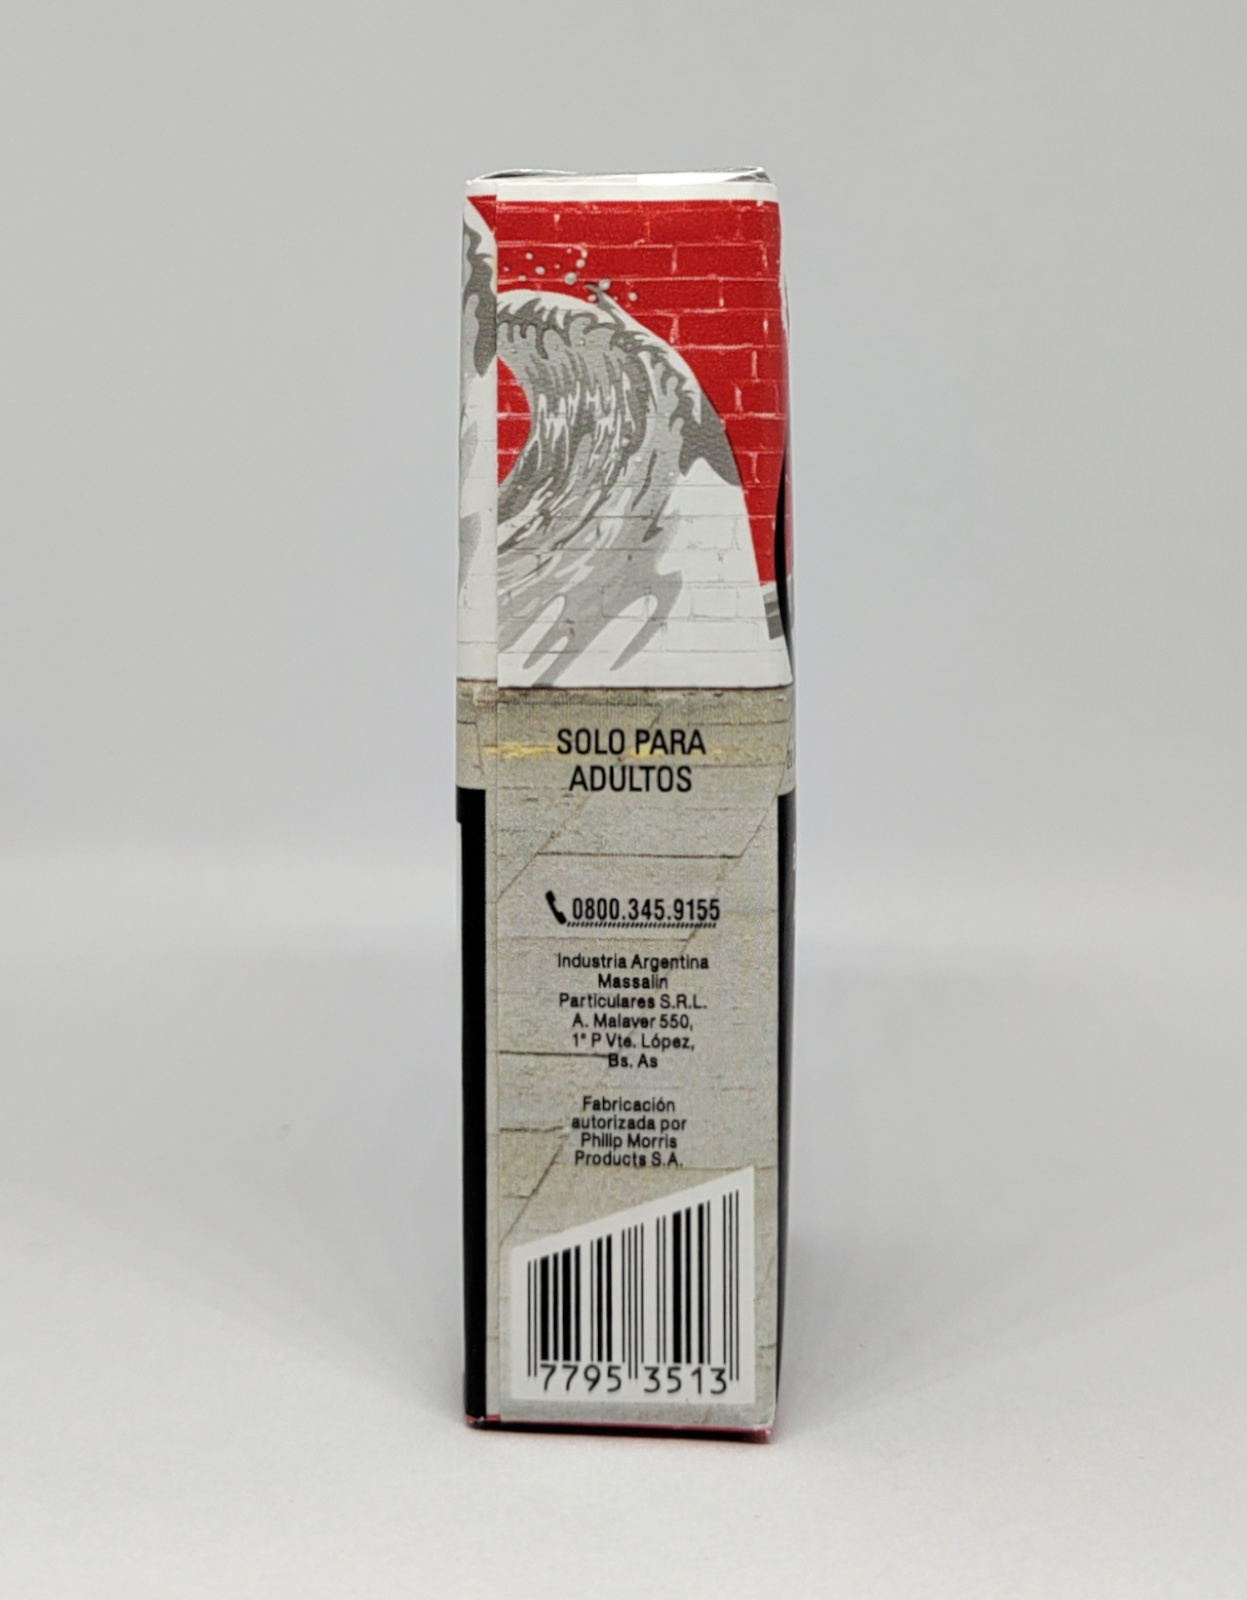 SOLO PARA
ADULTOS
0800.345.9155
Industria Argentina
Massalin
Particulares S.R.L.
A. Malaver 550,
1° P Vte. López,
Bs. As
Fabricación
autorizada por
Philip Morris
Products S.A.
7795 3513